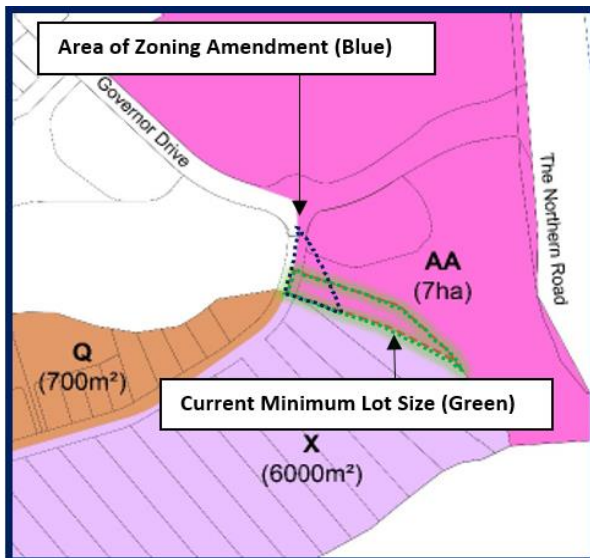 Area of Zoning Amendment (Blue)
Governor Drive
The Northern Road
AA
(7ha)
Q
(700m²)
Current Minimum Lot Size (Green)
X
(6000m²)